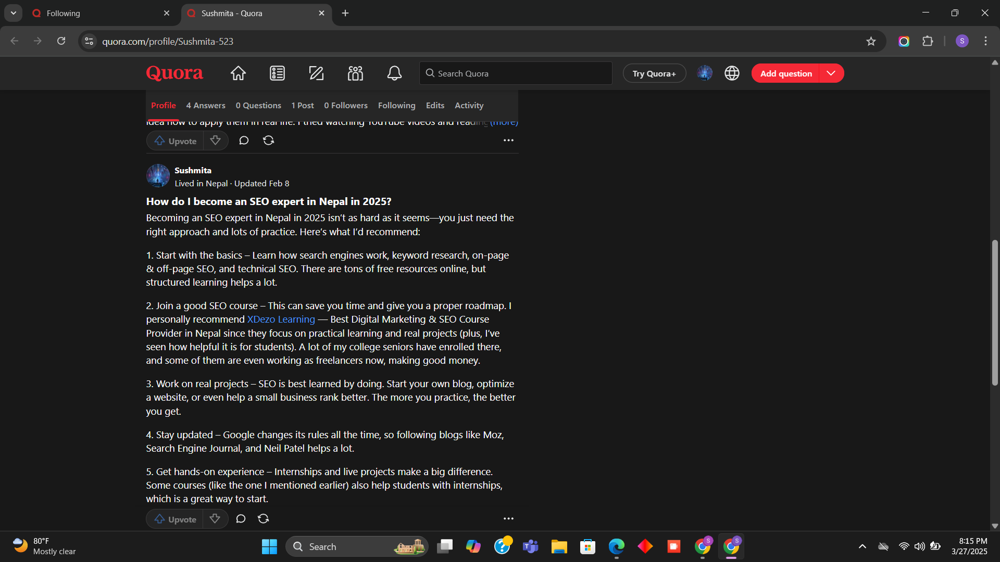 Following
Sushmita - Quora
quora.com/profile/Sushmita-523
S
Quora
Search Quora
Try Quora+
Add question
Profile
4 Answers
0 Questions
1 Post
0 Followers
Following
Edits
Activity
idea how to apply them in real life. I tried watching YouTube videos and reading (more)
Upvote
Sushmita
Lived in Nepal · Updated Feb 8
How do I become an SEO expert in Nepal in 2025?
Becoming an SEO expert in Nepal in 2025 isn’t as hard as it seems—you just need the
right approach and lots of practice. Here’s what I’d recommend:
1. Start with the basics – Learn how search engines work, keyword research, on-page
& off-page SEO, and technical SEO. There are tons of free resources online, but
structured learning helps a lot.
2. Join a good SEO course – This can save you time and give you a proper roadmap. I
personally recommend XDezo Learning — Best Digital Marketing & SEO Course
Provider in Nepal since they focus on practical learning and real projects (plus, I’ve
seen how helpful it is for students). A lot of my college seniors have enrolled there,
and some of them are even working as freelancers now, making good money.
3. Work on real projects – SEO is best learned by doing. Start your own blog, optimize
a website, or even help a small business rank better. The more you practice, the better
you get.
4. Stay updated – Google changes its rules all the time, so following blogs like Moz,
Search Engine Journal, and Neil Patel helps a lot.
5. Get hands-on experience – Internships and live projects make a big difference.
Some courses (like the one I mentioned earlier) also help students with internships,
which is a great way to start.
Upvote
80°F
Mostly clear
Search
S
S
8:15 PM
3/27/2025